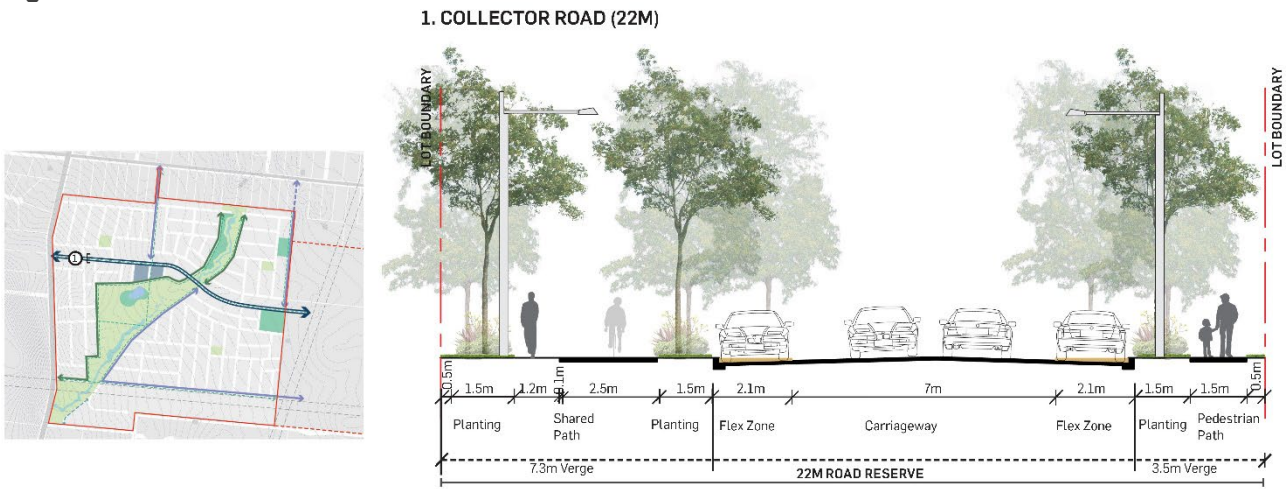 1. COLLECTOR ROAD (22M)
LOT BOUNDARY
LOT BOUNDARY
1
0.5m
1.5m
1.2m
0.1m
2.5m
1.5m
2.1m
7m
2.1m
1.5m
1.5m
0.5m
Planting
Shared
Path
Planting
Flex Zone
Carriageway
Flex Zone
Planting
Pedestrian
Path
7.3m Verge
22M ROAD RESERVE
3.5m Verge